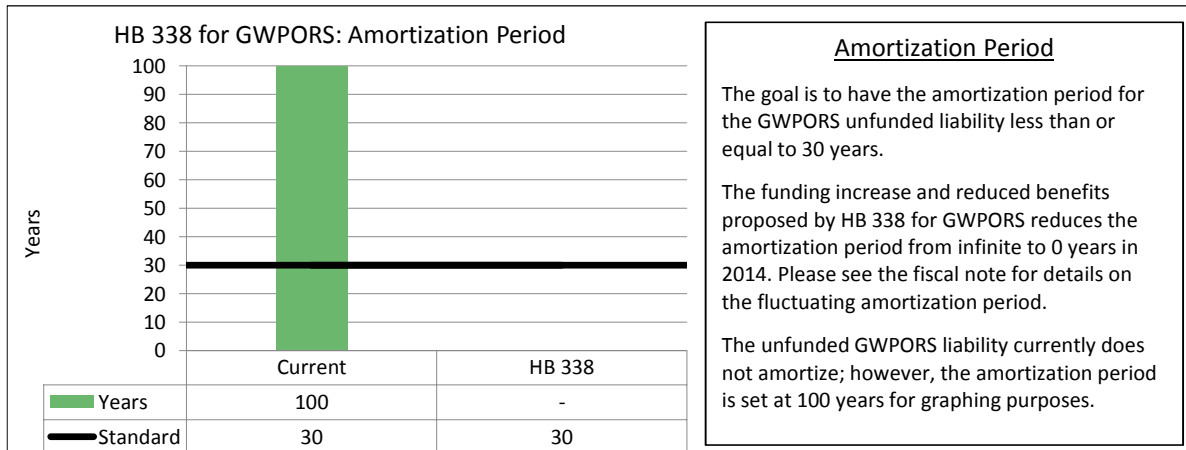 HB 338 for GWPORS: Amortization Period
Years
100
90
80
70
60
50
40
30
20
10
0
Current HB 338
Years 100 -
Standard 30 30
Amortization Period
The goal is to have the amortization period for
the GWPORS unfunded liability less than or
equal to 30 years.
The funding increase and reduced benefits
proposed by HB 338 for GWPORS reduces the
amortization period from infinite to 0 years in
2014. Please see the fiscal note for details on
the fluctuating amortization period.
The unfunded GWPORS liability currently does
not amortize; however, the amortization period
is set at 100 years for graphing purposes.